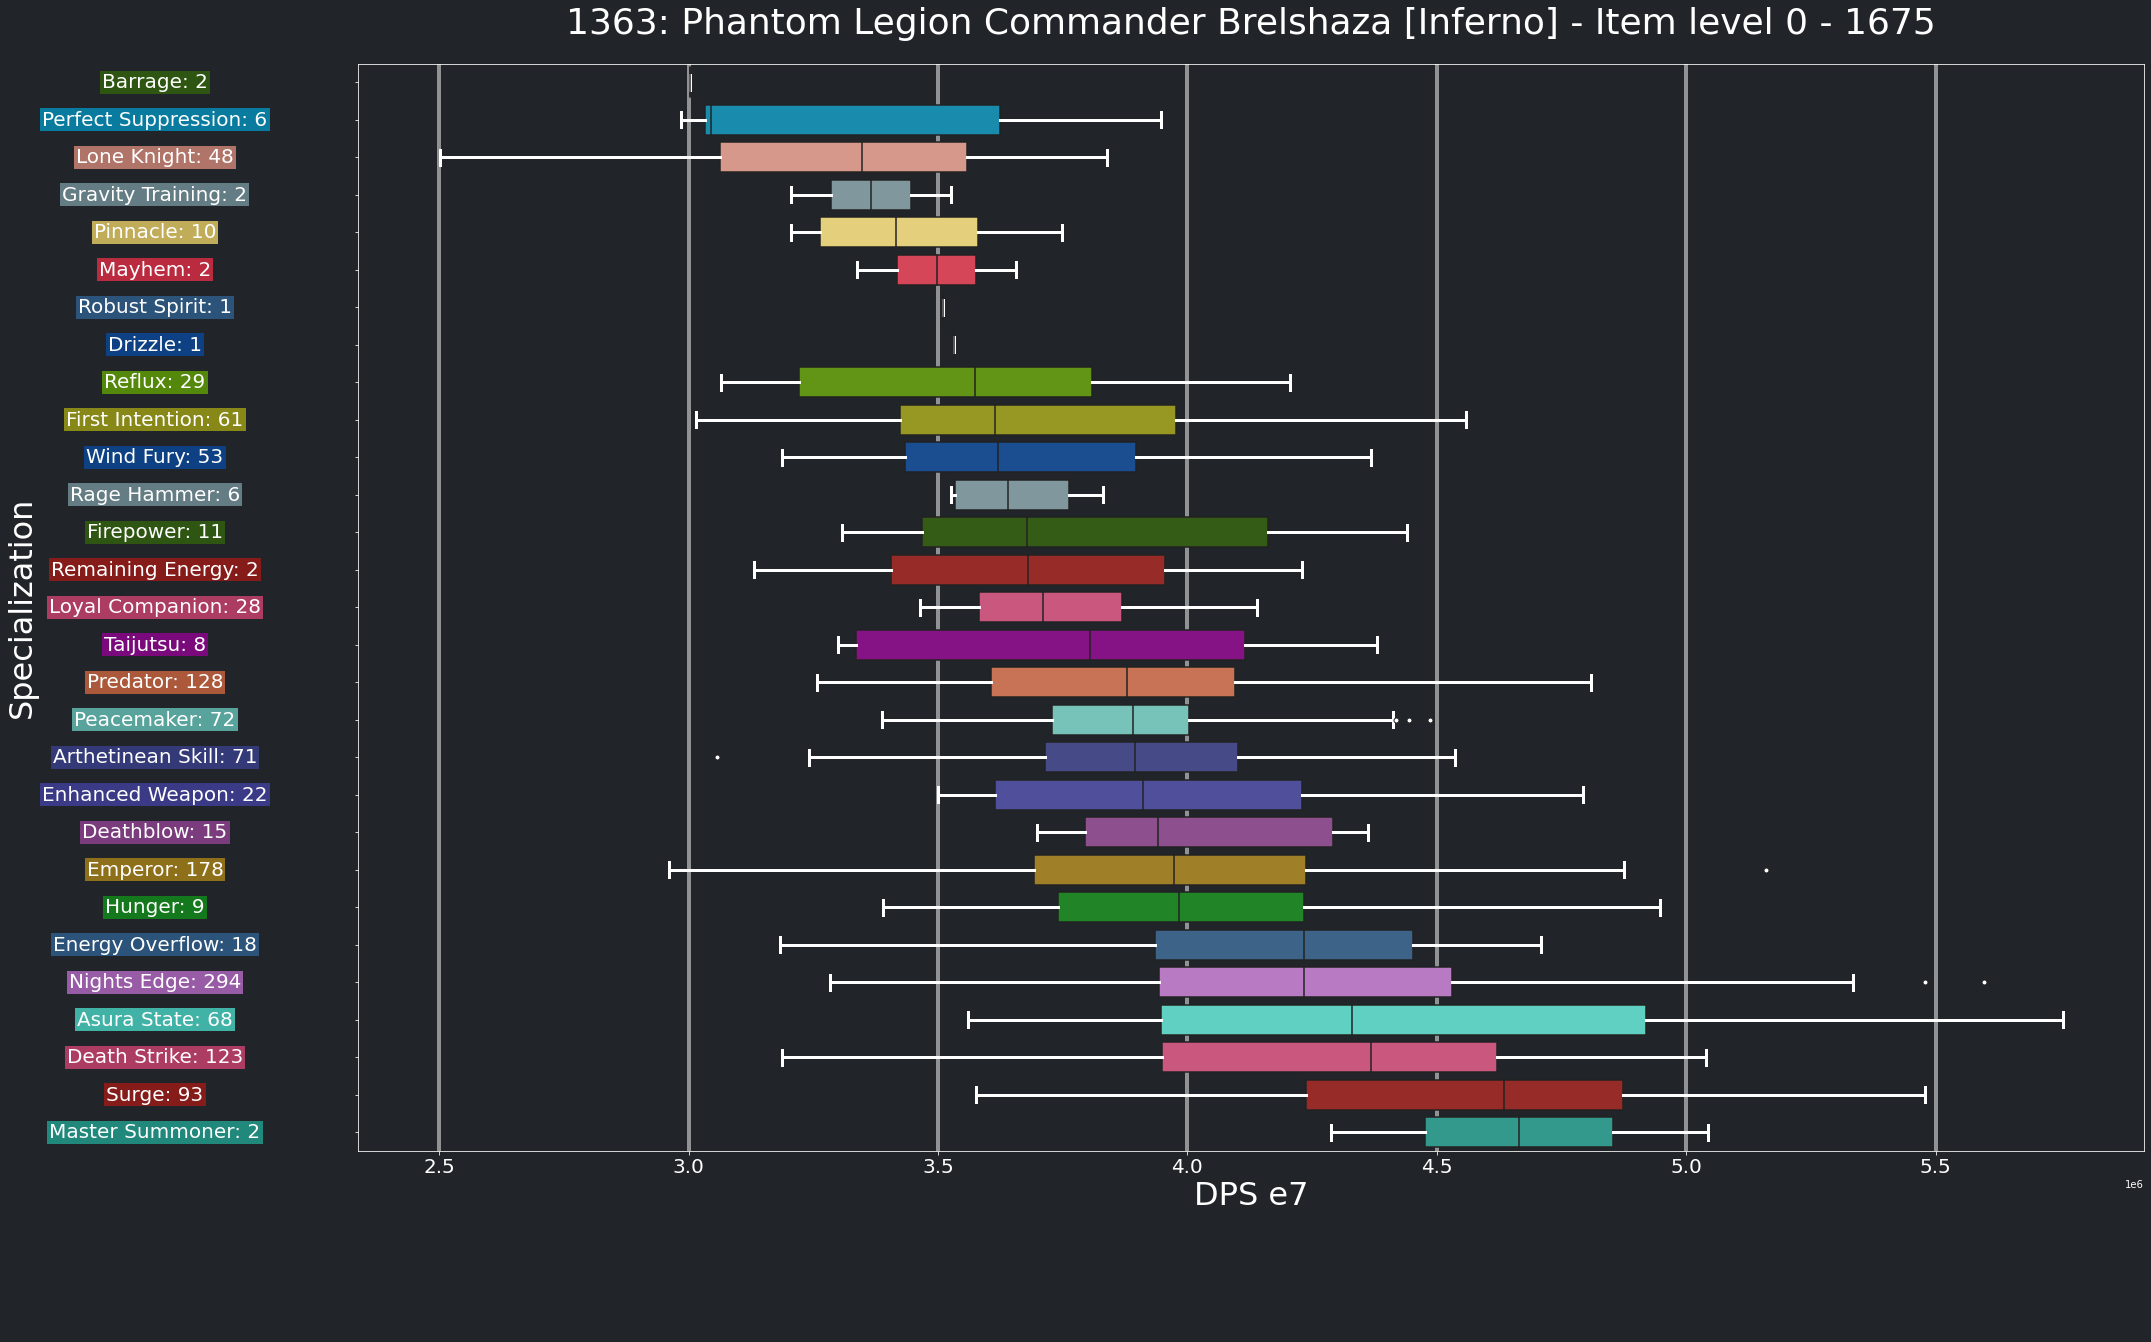 1363: Phantom Legion Commander Brelshaza [Inferno] - Item level 0 - 1675
Specialization
Barrage: 2
Perfect Suppression: 6
Lone Knight: 48
Gravity Training: 2
Pinnacle: 10
Mayhem: 2
Robust Spirit: 1
Drizzle: 1
Reflux: 29
First Intention: 61
Wind Fury: 53
Rage Hammer: 6
Firepower: 11
Remaining Energy: 2
Loyal Companion: 28
Taijutsu: 8
Predator: 128
Peacemaker: 72
Arthetinean Skill: 71
Enhanced Weapon: 22
Deathblow: 15
Emperor: 178
Hunger: 9
Energy Overflow: 18
Nights Edge: 294
Asura State: 68
Death Strike: 123
Surge: 93
Master Summoner: 2
2.5 3.0 3.5 4.0 4.5 5.0 5.5
1e6
DPS e7